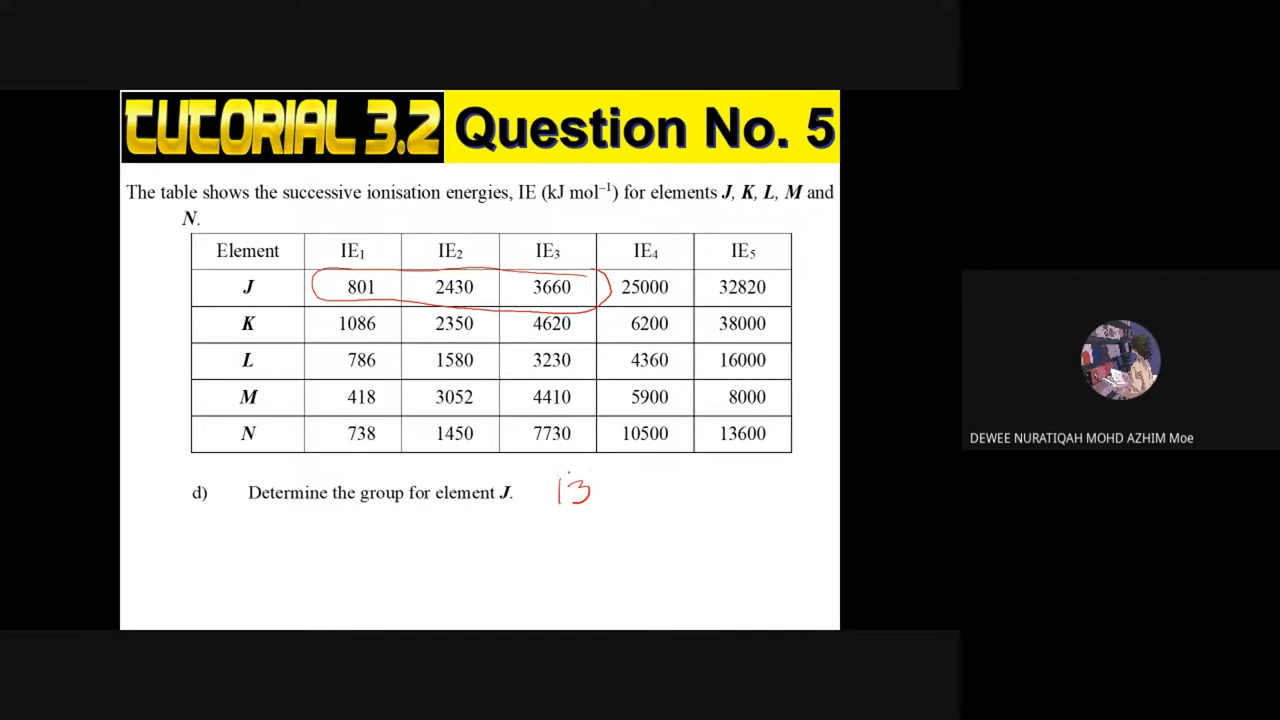 TUTORIAL 3.2 Question No. 5
The table shows the successive ionisation energies, IE (kJ mol⁻¹) for elements J, K, L, M and
N.
Element IE₁ IE₂ IE₃ IE₄ IE₅
J 801 2430 3660 25000 32820
K 1086 2350 4620 6200 38000
L 786 1580 3230 4360 16000
M 418 3052 4410 5900 8000
N 738 1450 7730 10500 13600
d) Determine the group for element J. 13
DEWEE NURATIQAH MOHD AZHIM Moe